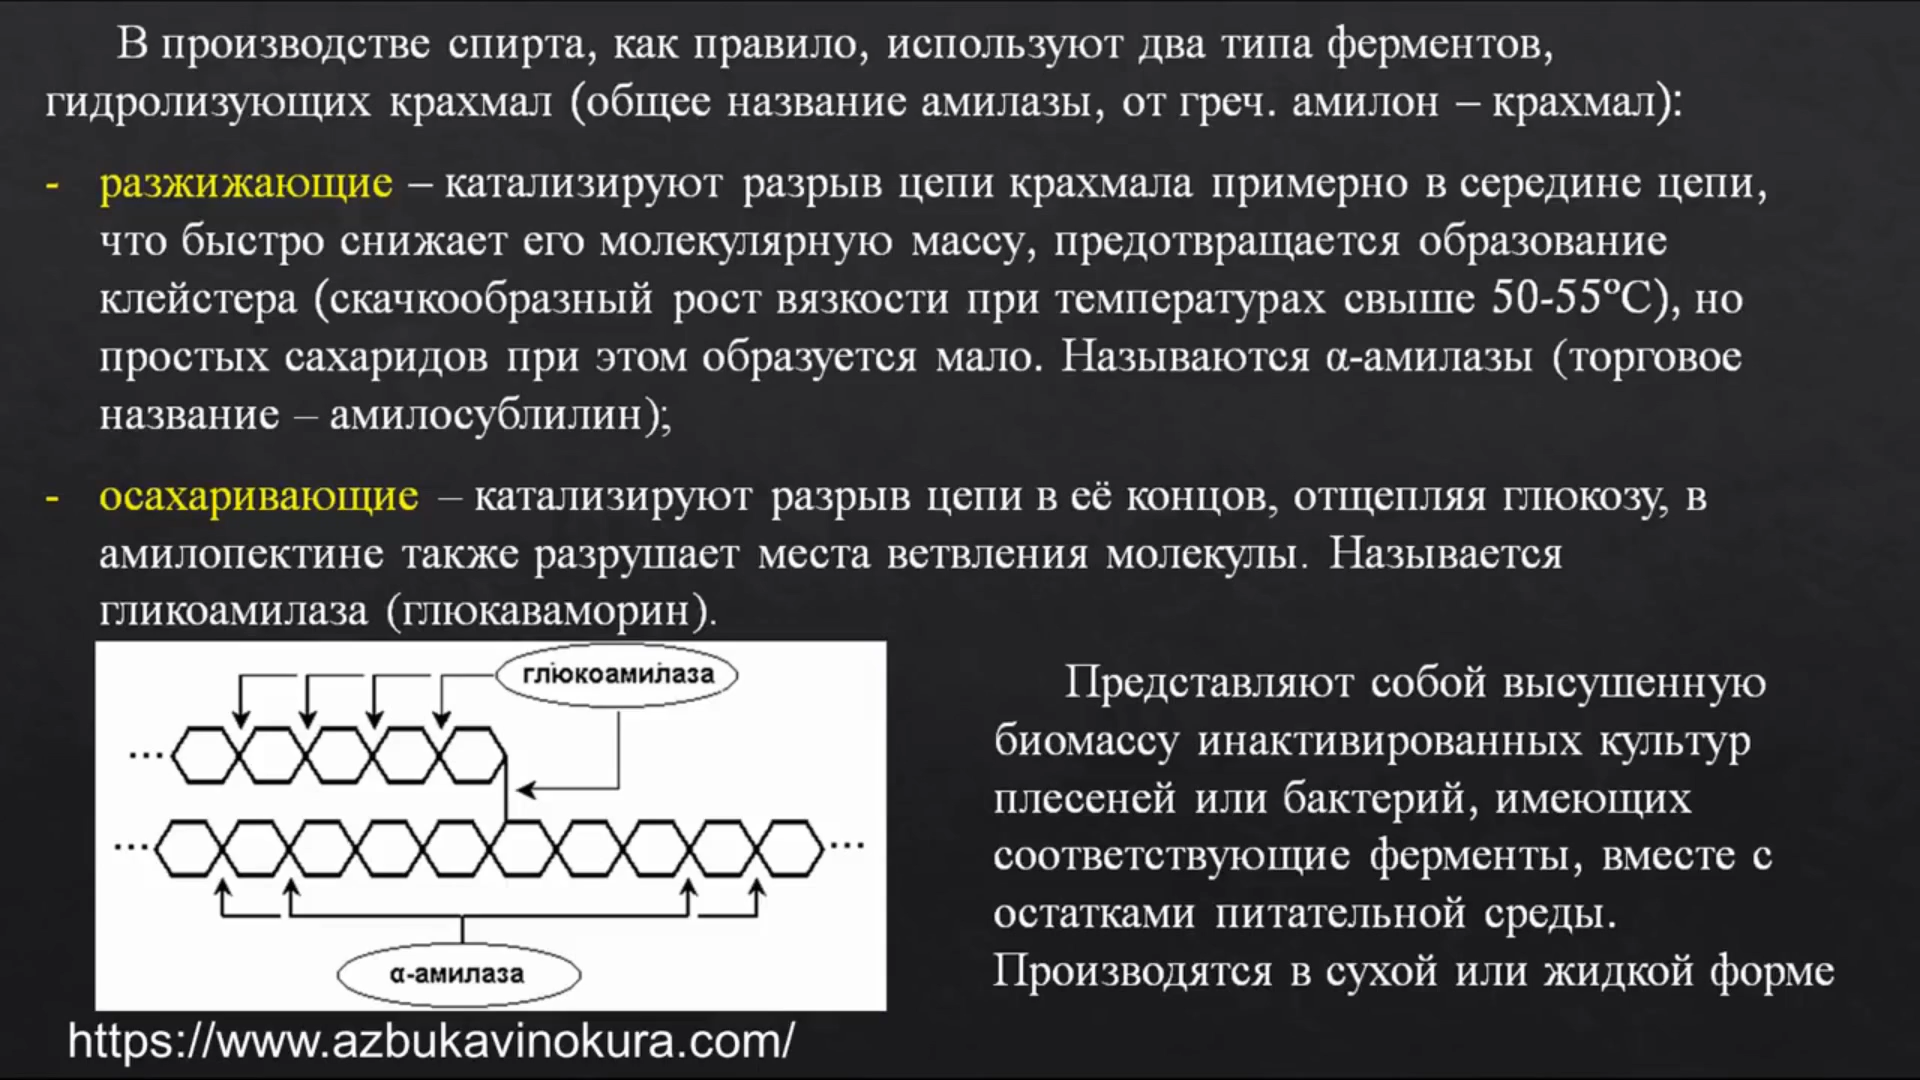 В производстве спирта, как правило, используют два типа ферментов,
гидролизующих крахмал (общее название амилазы, от греч. амилон – крахмал):
- разжижающие – катализируют разрыв цепи крахмала примерно в середине цепи,
что быстро снижает его молекулярную массу, предотвращается образование
клейстера (скачкообразный рост вязкости при температурах свыше 50-55ºС), но
простых сахаридов при этом образуется мало. Называются α-амилазы (торговое
название – амилосублилин);
- осахаривающие – катализируют разрыв цепи в её концов, отщепляя глюкозу, в
амилопектине также разрушает места ветвления молекулы. Называется
гликоамилаза (глюкаваморин).
глюкоамилаза
α-амилаза
Представляют собой высушенную
биомассу инактивированных культур
плесеней или бактерий, имеющих
соответствующие ферменты, вместе с
остатками питательной среды.
Производятся в сухой или жидкой форме
https://www.azbukavinokura.com/